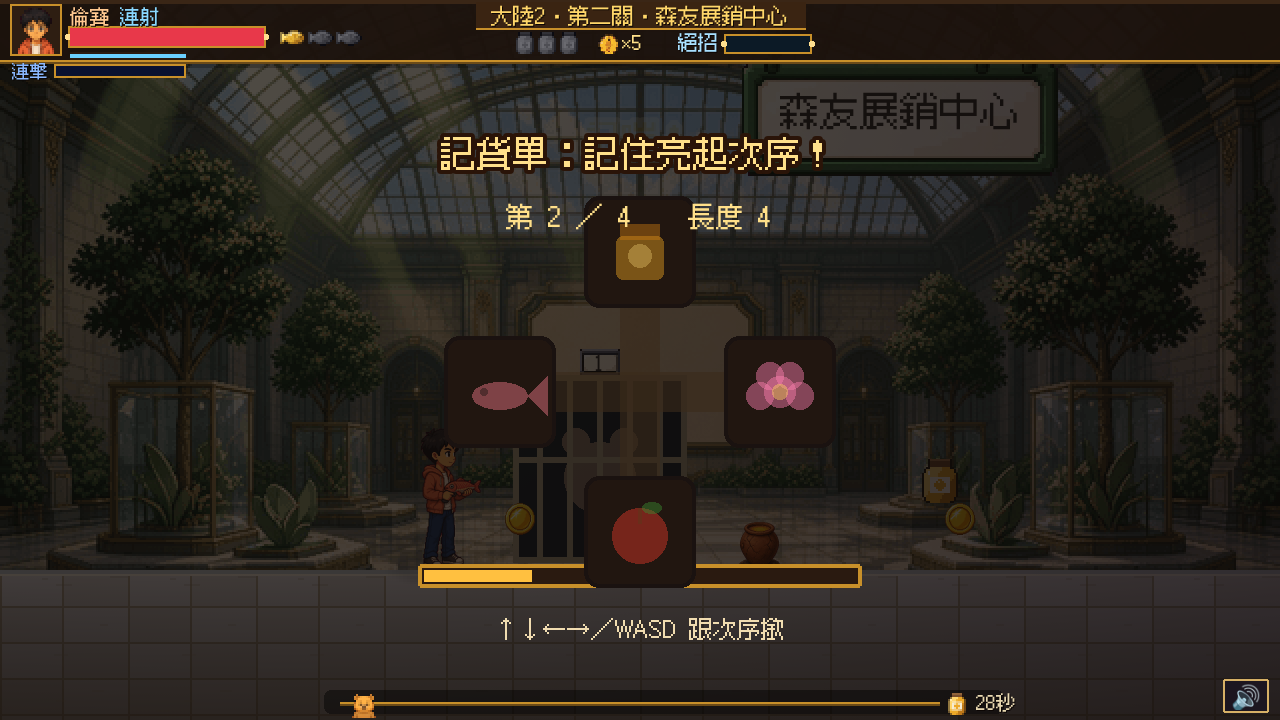 倫寶 連射
大陸2·第二關·森友展銷中心
×5 絕招
連擊
森友展銷中心
記貨單：記住亮起次序！
第 2 ／ 4 長度 4
1
↑↓←→／WASD 跟次序撳
28秒